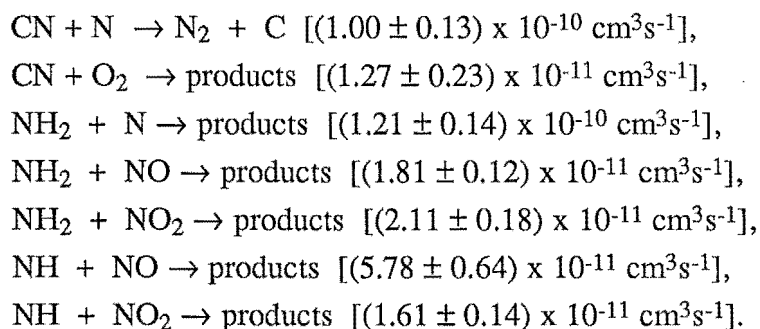 CN + N → N₂ + C [(1.00 ± 0.13) x 10⁻¹⁰ cm³s⁻¹],
CN + O₂ → products [(1.27 ± 0.23) x 10⁻¹¹ cm³s⁻¹],
NH₂ + N → products [(1.21 ± 0.14) x 10⁻¹⁰ cm³s⁻¹],
NH₂ + NO → products [(1.81 ± 0.12) x 10⁻¹¹ cm³s⁻¹],
NH₂ + NO₂ → products [(2.11 ± 0.18) x 10⁻¹¹ cm³s⁻¹],
NH + NO → products [(5.78 ± 0.64) x 10⁻¹¹ cm³s⁻¹],
NH + NO₂ → products [(1.61 ± 0.14) x 10⁻¹¹ cm³s⁻¹].